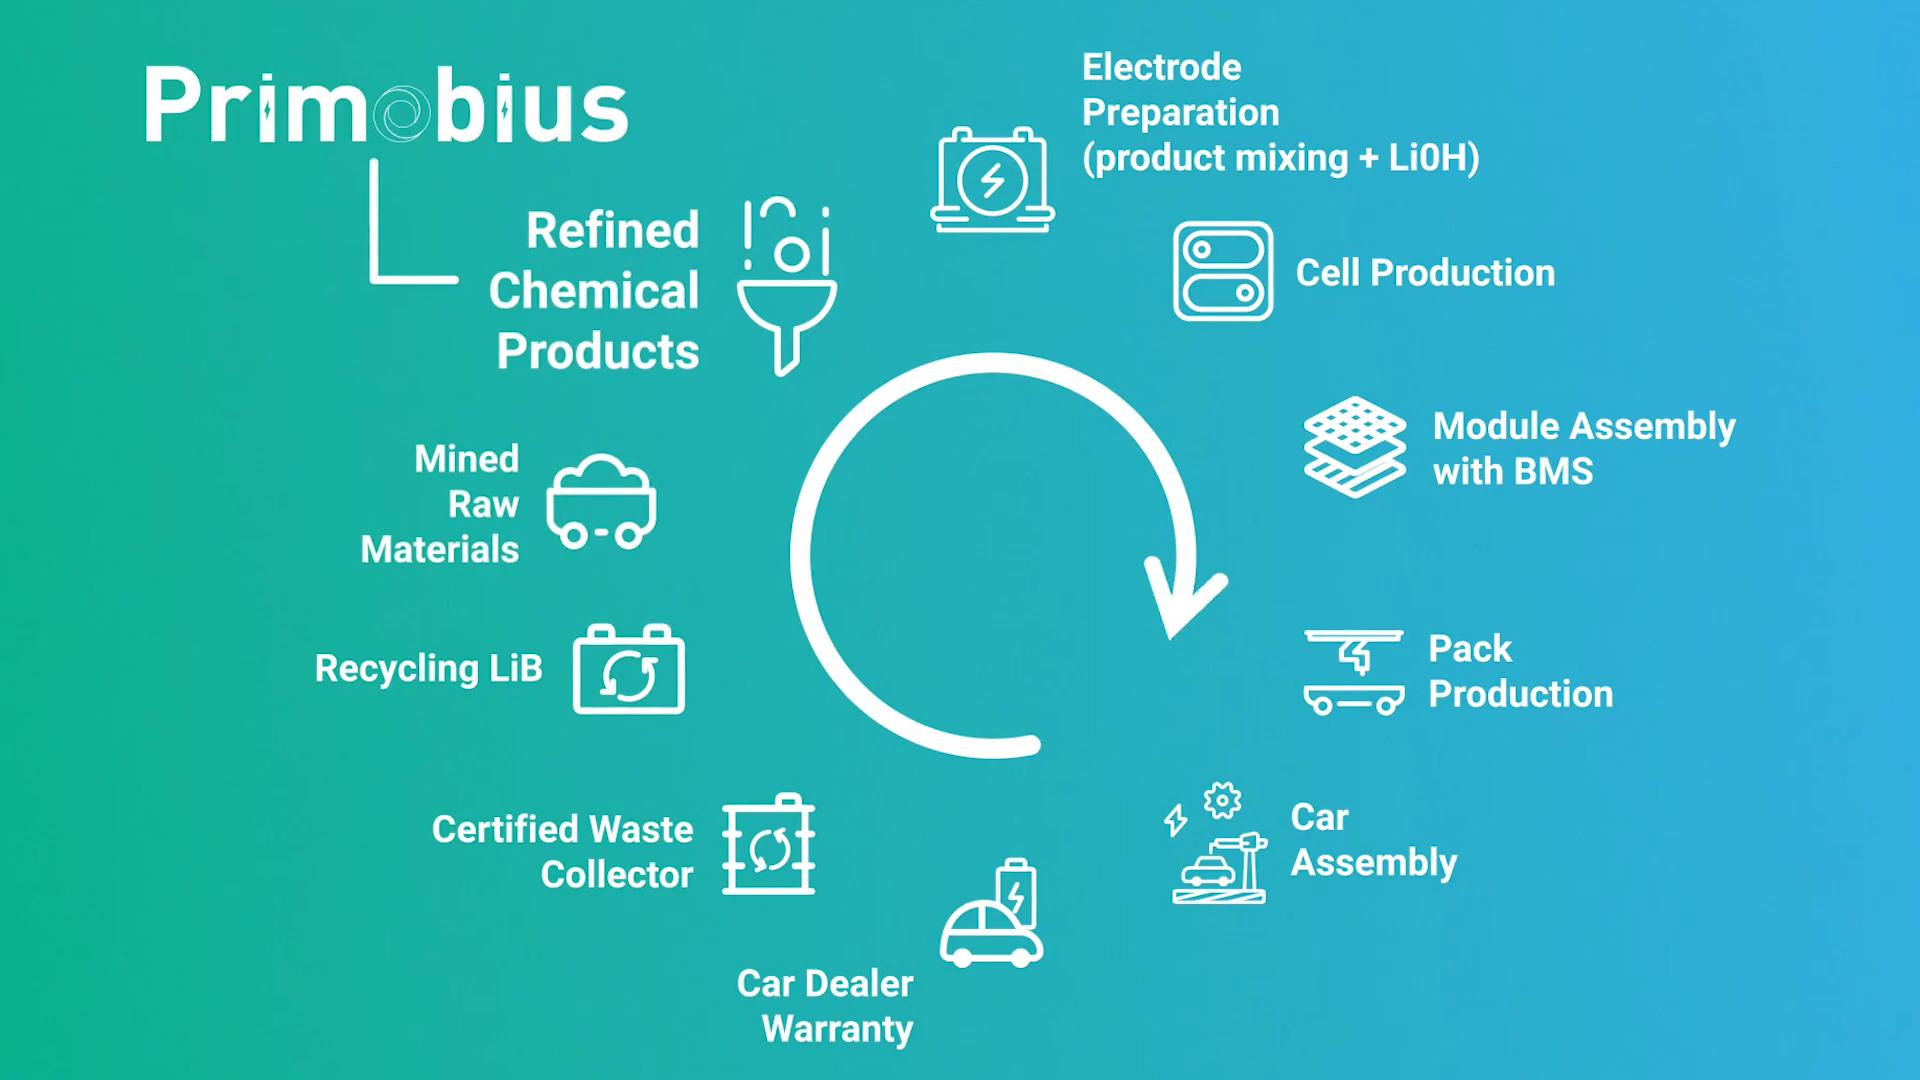 Primobius
Refined
Chemical
Products
Electrode
Preparation
(product mixing + Li0H)
Cell Production
Module Assembly
with BMS
Pack
Production
Car
Assembly
Car Dealer
Warranty
Certified Waste
Collector
Recycling LiB
Mined
Raw
Materials